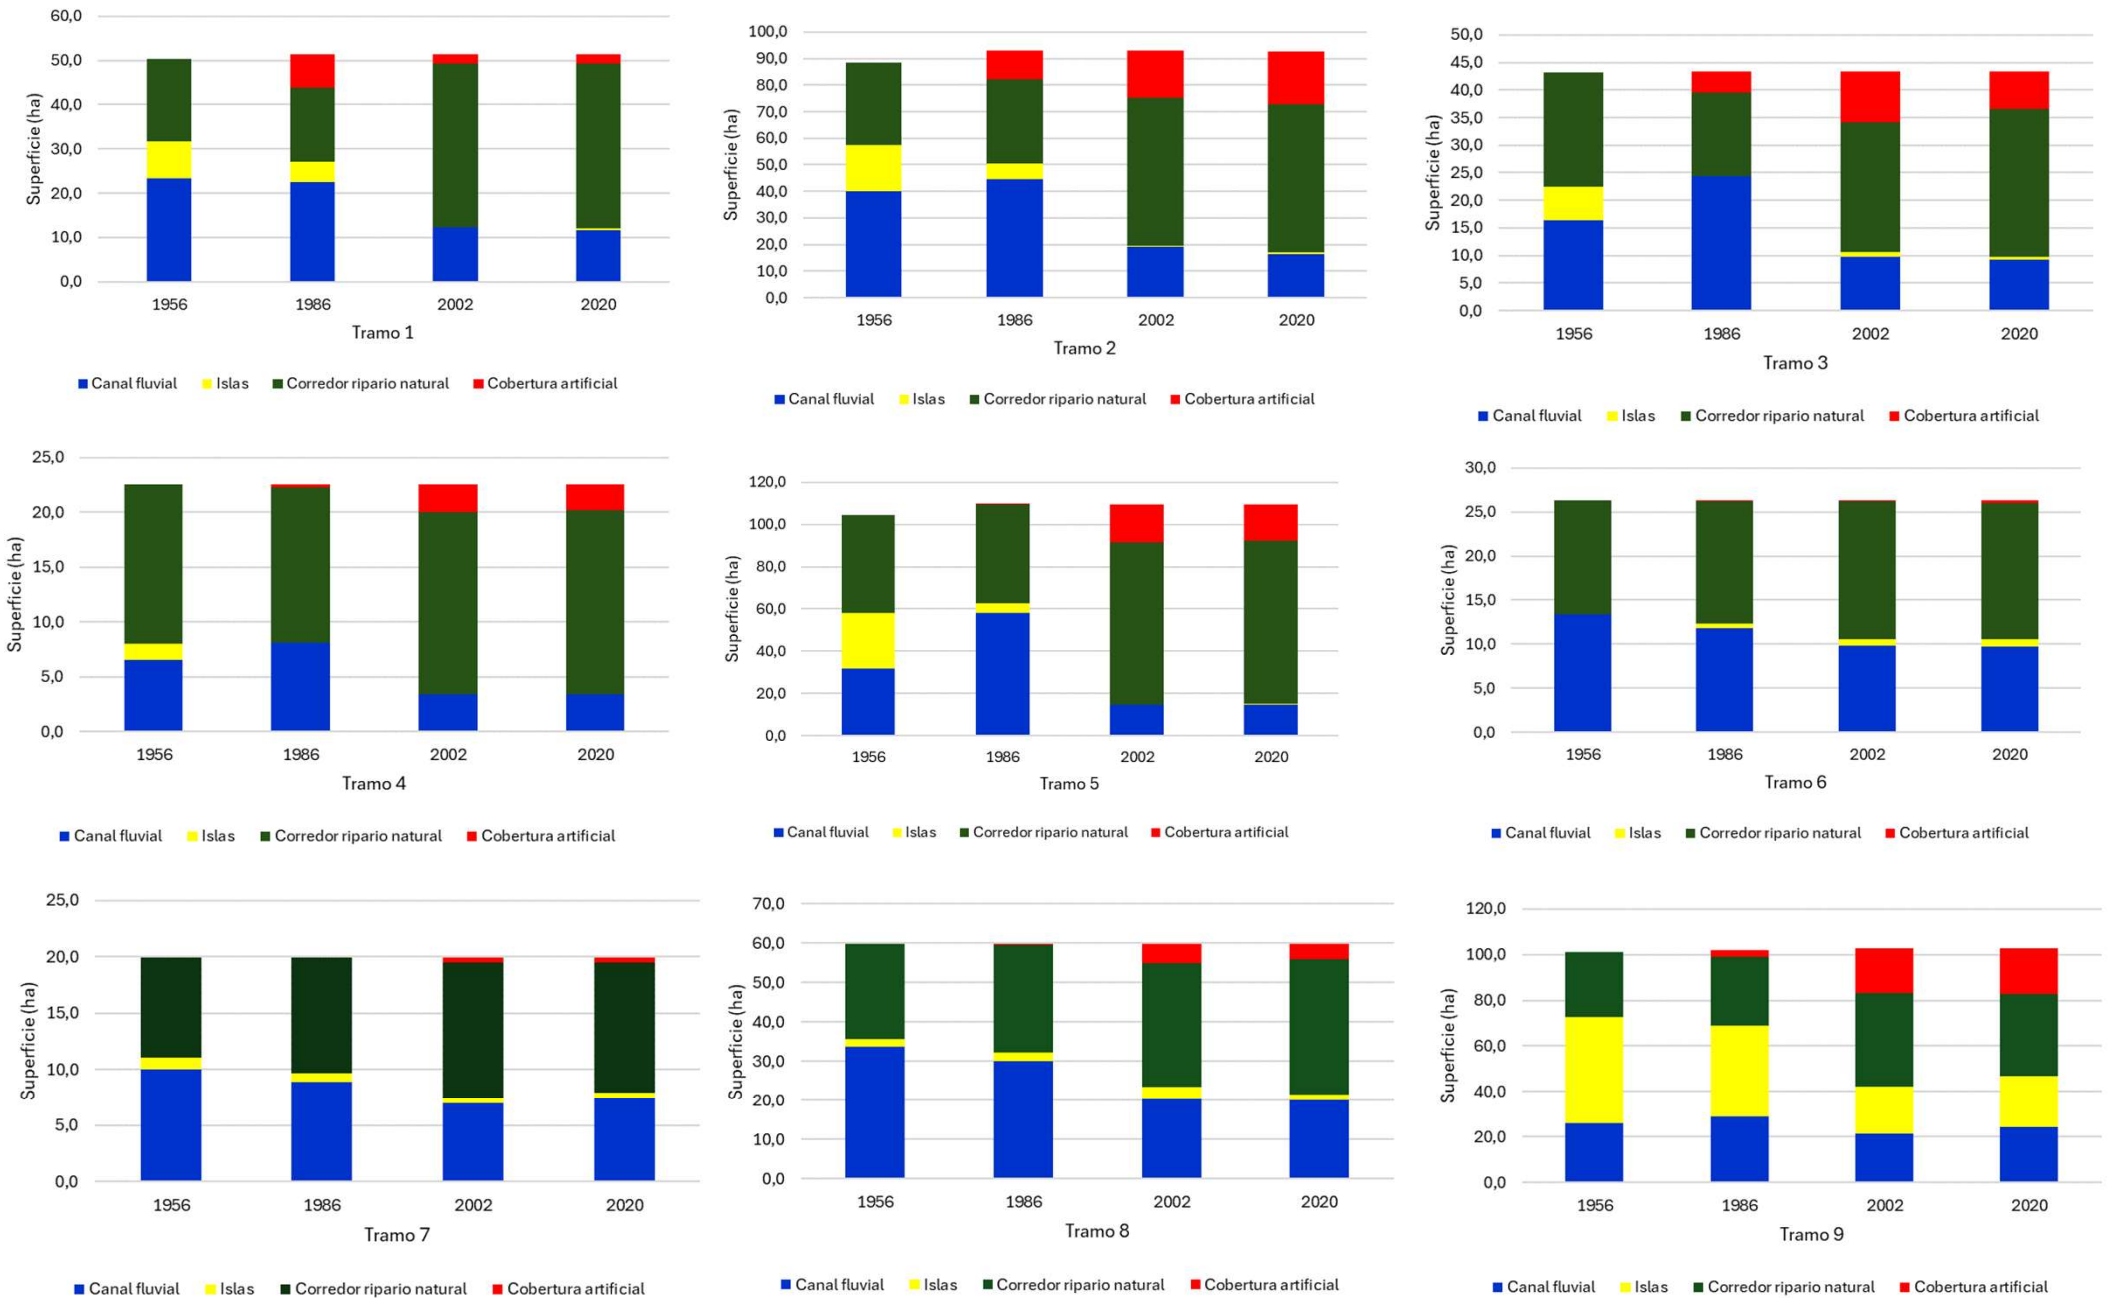 60,0
50,0
40,0
30,0
20,0
10,0
0,0
Superficie (ha)
1956 1986 2002 2020
Tramo 1
Canal fluvial Islas Corredor ripario natural Cobertura artificial
100,0
90,0
80,0
70,0
60,0
50,0
40,0
30,0
20,0
10,0
0,0
Superficie (ha)
1956 1986 2002 2020
Tramo 2
Canal fluvial Islas Corredor ripario natural Cobertura artificial
50,0
45,0
40,0
35,0
30,0
25,0
20,0
15,0
10,0
5,0
0,0
Superficie (ha)
1956 1986 2002 2020
Tramo 3
Canal fluvial Islas Corredor ripario natural Cobertura artificial
25,0
20,0
15,0
10,0
5,0
0,0
Superficie (ha)
1956 1986 2002 2020
Tramo 4
Canal fluvial Islas Corredor ripario natural Cobertura artificial
120,0
100,0
80,0
60,0
40,0
20,0
0,0
Superficie (ha)
1956 1986 2002 2020
Tramo 5
Canal fluvial Islas Corredor ripario natural Cobertura artificial
30,0
25,0
20,0
15,0
10,0
5,0
0,0
Superficie (ha)
1956 1986 2002 2020
Tramo 6
Canal fluvial Islas Corredor ripario natural Cobertura artificial
25,0
20,0
15,0
10,0
5,0
0,0
Superficie (ha)
1956 1986 2002 2020
Tramo 7
Canal fluvial Islas Corredor ripario natural Cobertura artificial
70,0
60,0
50,0
40,0
30,0
20,0
10,0
0,0
Superficie (ha)
1956 1986 2002 2020
Tramo 8
Canal fluvial Islas Corredor ripario natural Cobertura artificial
120,0
100,0
80,0
60,0
40,0
20,0
0,0
Superficie (ha)
1956 1986 2002 2020
Tramo 9
Canal fluvial Islas Corredor ripario natural Cobertura artificial